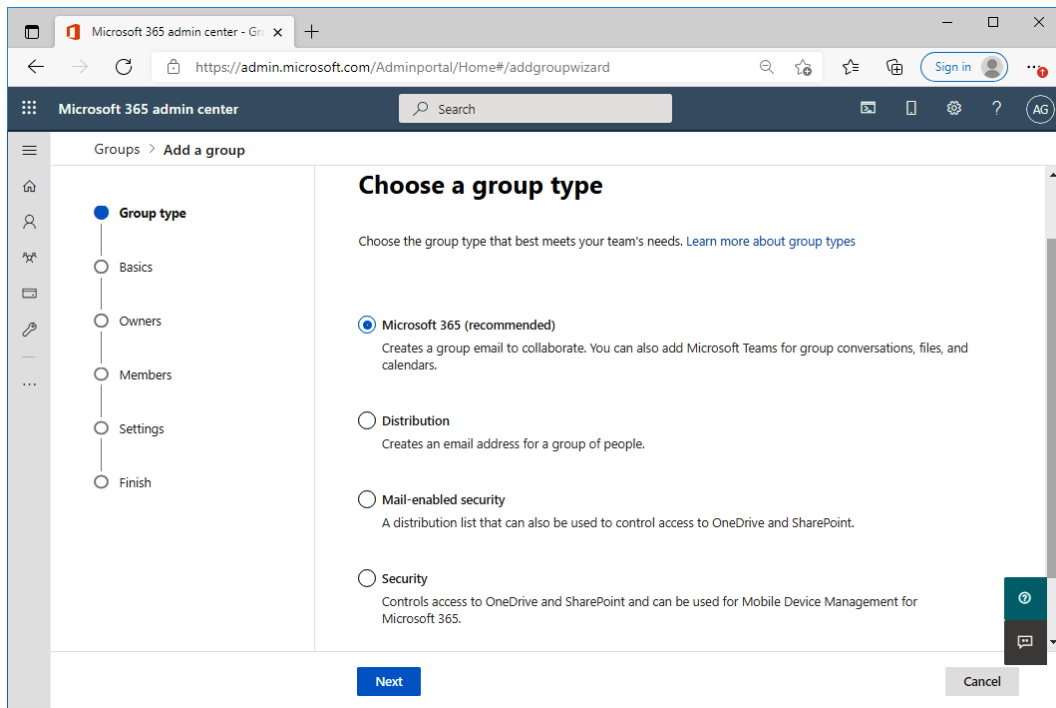 Microsoft 365 admin center - Gr
https://admin.microsoft.com/Adminportal/Home#/addgroupwizard
Sign in
Microsoft 365 admin center
Search
?
AG
Groups > Add a group
Choose a group type
Group type
Choose the group type that best meets your team's needs. Learn more about group types
Basics
Owners
Microsoft 365 (recommended)
Creates a group email to collaborate. You can also add Microsoft Teams for group conversations, files, and
calendars.
Members
Distribution
Settings
Creates an email address for a group of people.
Finish
Mail-enabled security
A distribution list that can also be used to control access to OneDrive and SharePoint.
Security
Controls access to OneDrive and SharePoint and can be used for Mobile Device Management for
Microsoft 365.
Next
Cancel